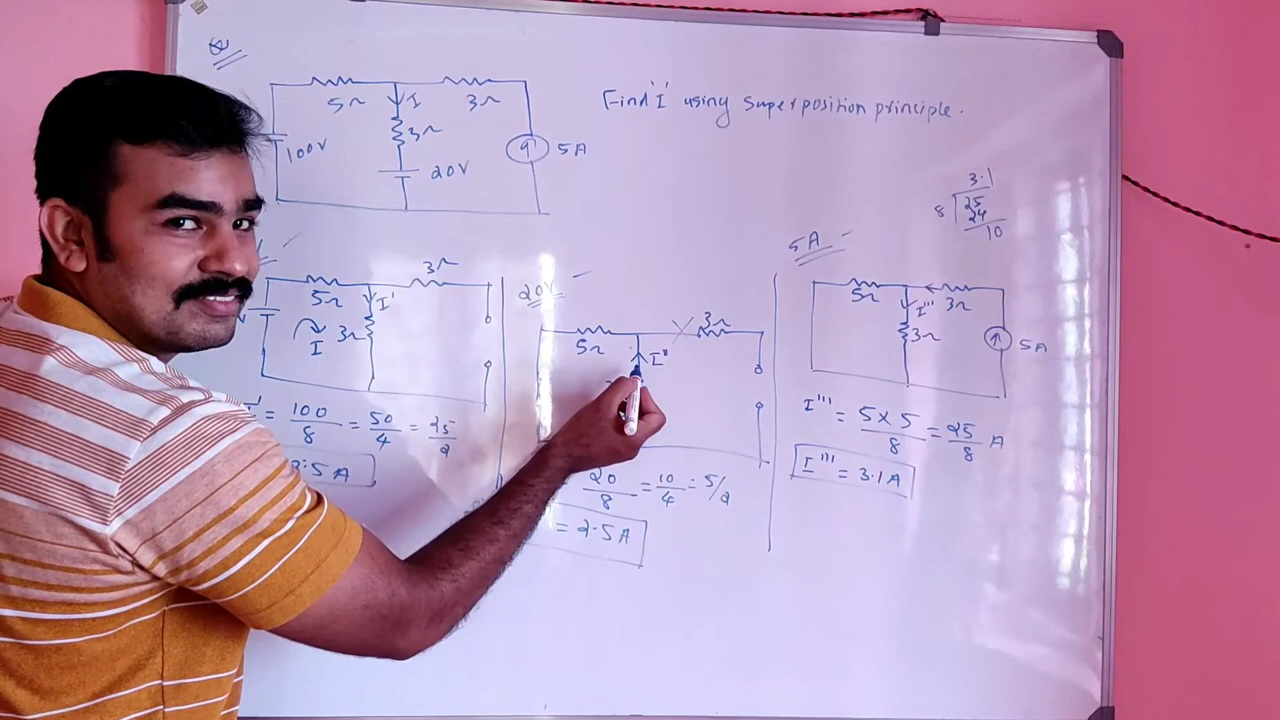 Q
5Ω I 3Ω
Find 'I' using superposition principle.
3Ω
100V 20V 5A
3.1
8 25
24
10
5A
3Ω
5Ω I' 3Ω
I
20V
3Ω
5Ω I''
5Ω I''' 3Ω
3Ω
5A
= 100/8 = 50/4 = 25/2
2.5A
20/8 = 10/4 = 5/2
= 2.5A
I''' = 5×5/8 = 25/8 A
I''' = 3.1A